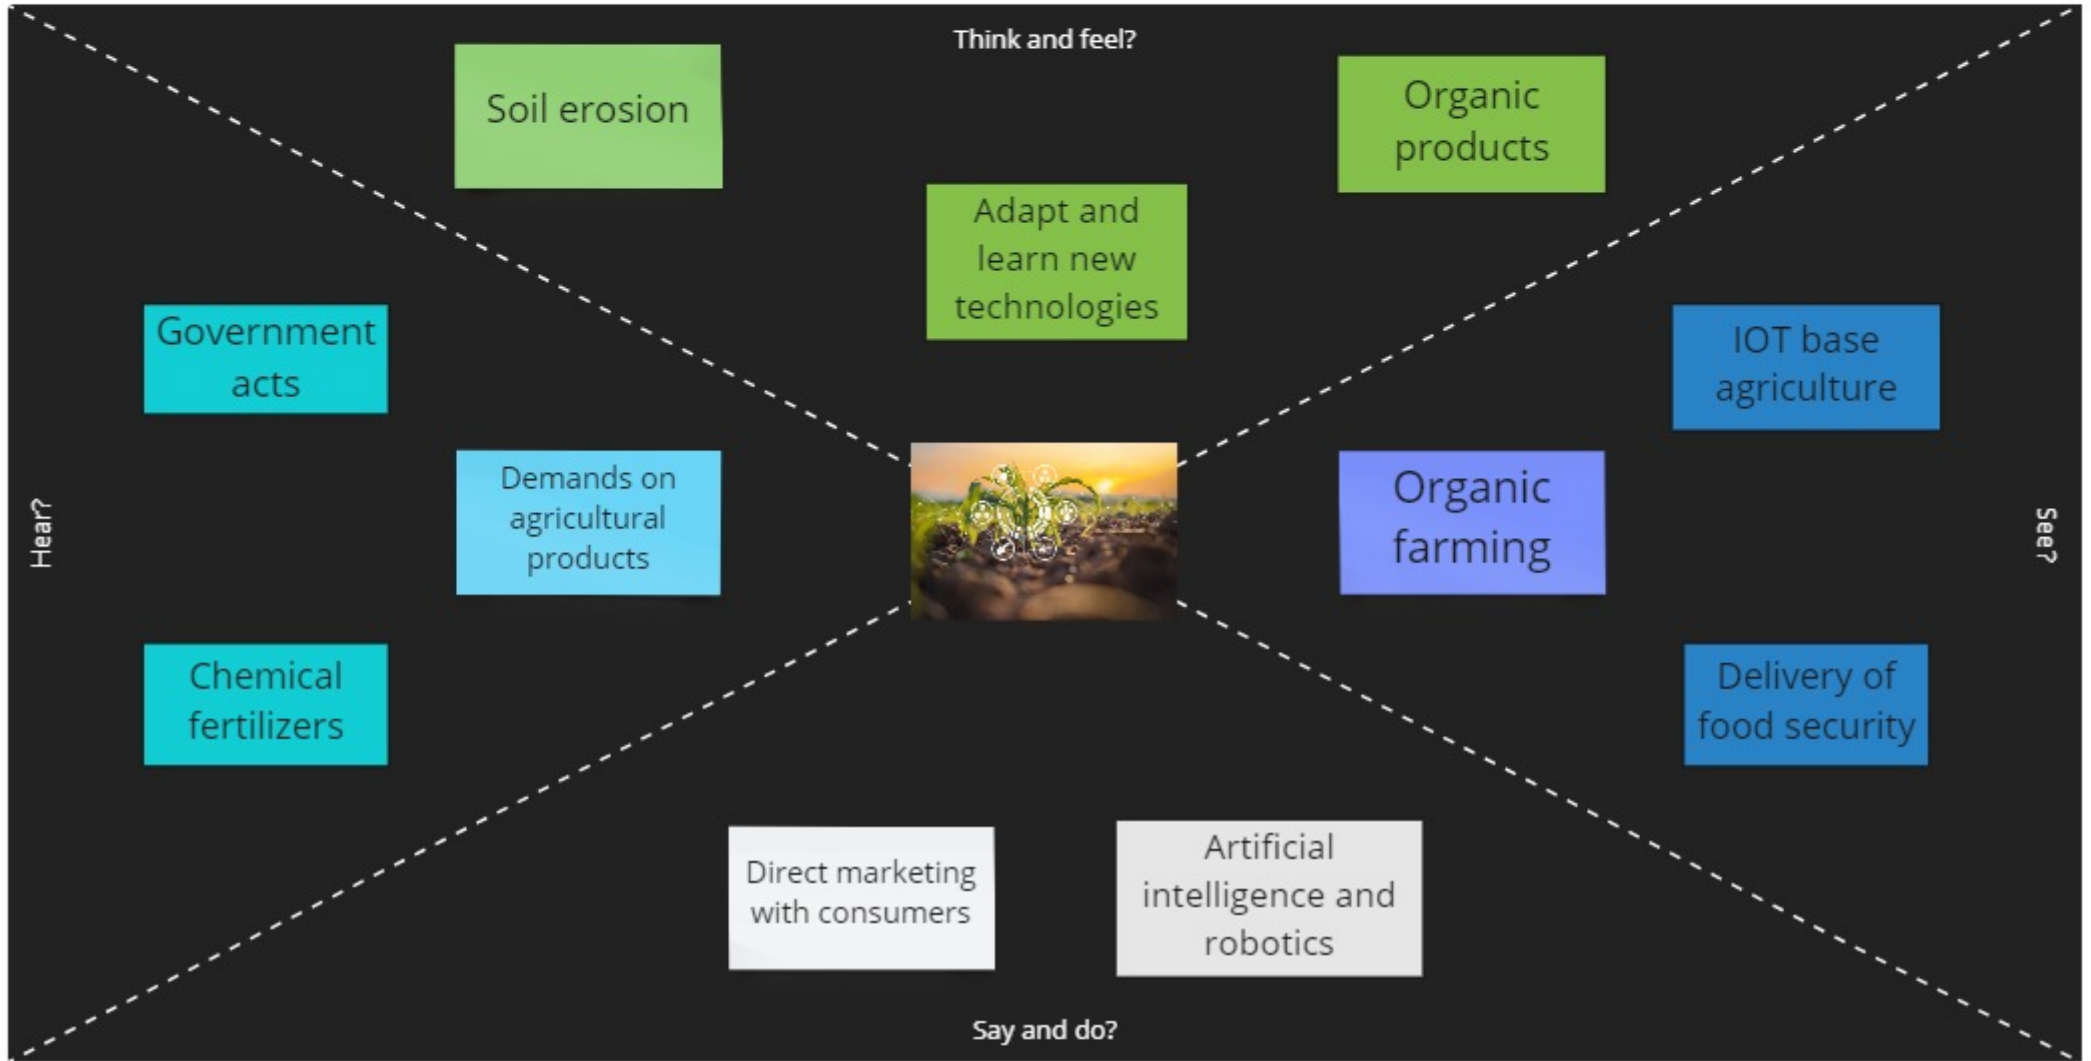 Think and feel?
Soil erosion
Organic
products
Adapt and
learn new
technologies
Government
acts
IOT base
agriculture
Hear?
Demands on
agricultural
products
Organic
farming
See?
Chemical
fertilizers
Delivery of
food security
Direct marketing
with consumers
Artificial
intelligence and
robotics
Say and do?